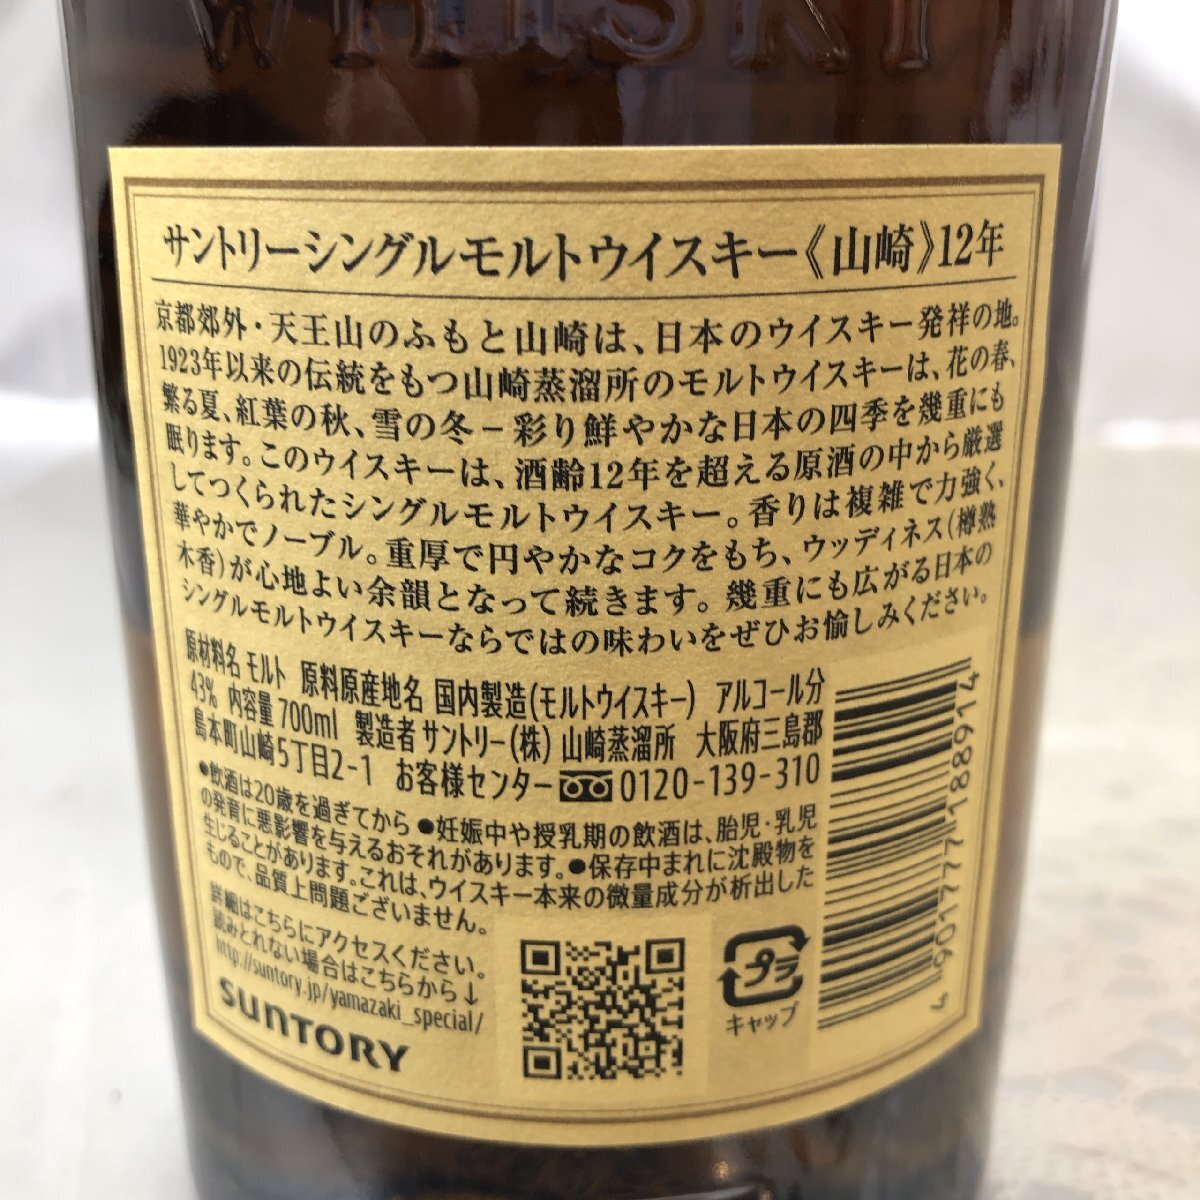 WHISKY
サントリーシングルモルトウイスキー《山崎》12年
京都郊外・天王山のふもと山崎は、日本のウイスキー発祥の地。
1923年以来の伝統をもつ山崎蒸溜所のモルトウイスキーは、花の春、
繁る夏、紅葉の秋、雪の冬－彩り鮮やかな日本の四季を幾重にも
眠ります。このウイスキーは、酒齢12年を超える原酒の中から厳選
してつくられたシングルモルトウイスキー。香りは複雑で力強く、
華やかでノーブル。重厚で円やかなコクをもち、ウッディネス(樽熟
木香)が心地よい余韻となって続きます。幾重にも広がる日本の
シングルモルトウイスキーならではの味わいをぜひお愉しみください。
原材料名 モルト 原料原産地名 国内製造(モルトウイスキー) アルコール分
43% 内容量700ml 製造者 サントリー(株) 山崎蒸溜所 大阪府三島郡
島本町山崎5丁目2-1 お客様センター 0120-139-310
●飲酒は20歳を過ぎてから ●妊娠中や授乳期の飲酒は、胎児・乳児
の発育に悪影響を与えるおそれがあります。●保存中まれに沈殿物を
生じることがあります。これは、ウイスキー本来の微量成分が析出した
もので、品質上問題ございません。
詳細はこちらにアクセスください。
読みとれない場合はこちらから↓
http://suntory.jp/yamazaki_special/
SUNTORY
プラ
キャップ
4 901777 188914